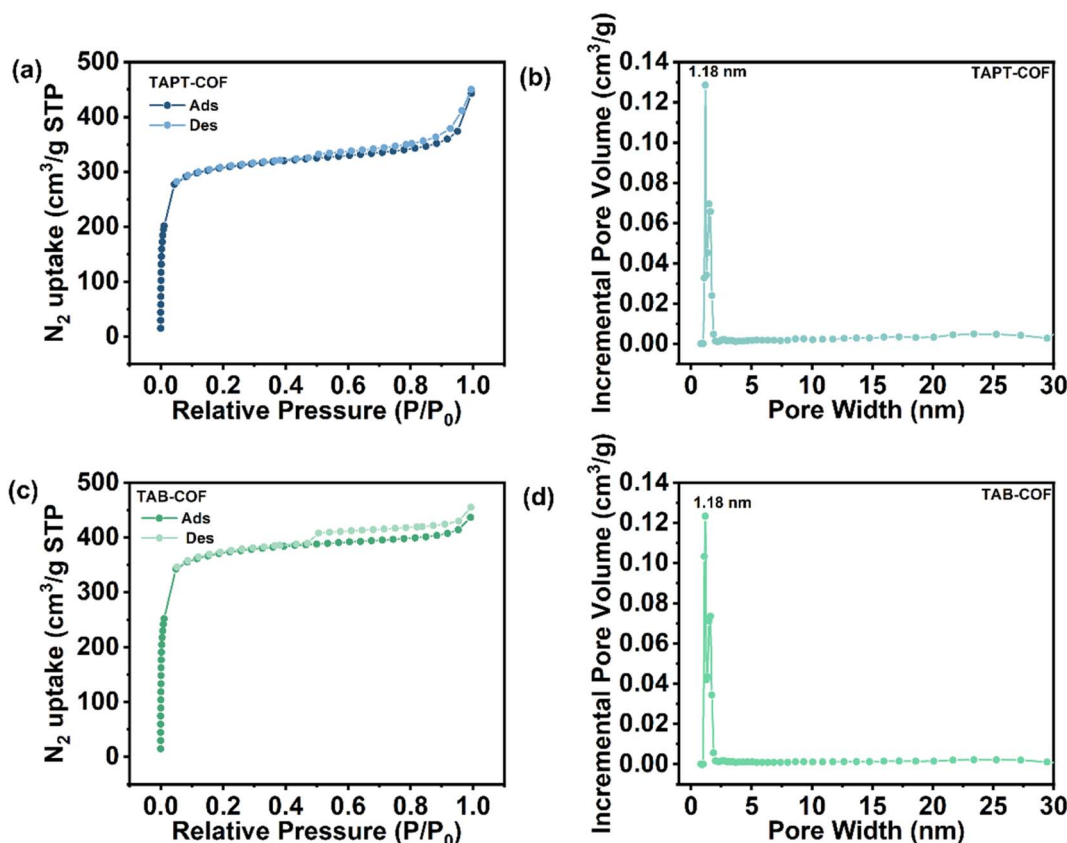 (a)
TAPT-COF
Ads
Des
N2 uptake (cm3/g) STP
500
400
300
200
100
0
0.0 0.2 0.4 0.6 0.8 1.0
Relative Pressure (P/P0)
(b)
1.18 nm
TAPT-COF
Incremental Pore Volume (cm3/g)
0.14
0.12
0.10
0.08
0.06
0.04
0.02
0.00
0 5 10 15 20 25 30
Pore Width (nm)
(c)
TAB-COF
Ads
Des
N2 uptake (cm3/g) STP
500
400
300
200
100
0
0.0 0.2 0.4 0.6 0.8 1.0
Relative Pressure (P/P0)
(d)
1.18 nm
TAB-COF
Incremental Pore Volume (cm3/g)
0.14
0.12
0.10
0.08
0.06
0.04
0.02
0.00
0 5 10 15 20 25 30
Pore Width (nm)